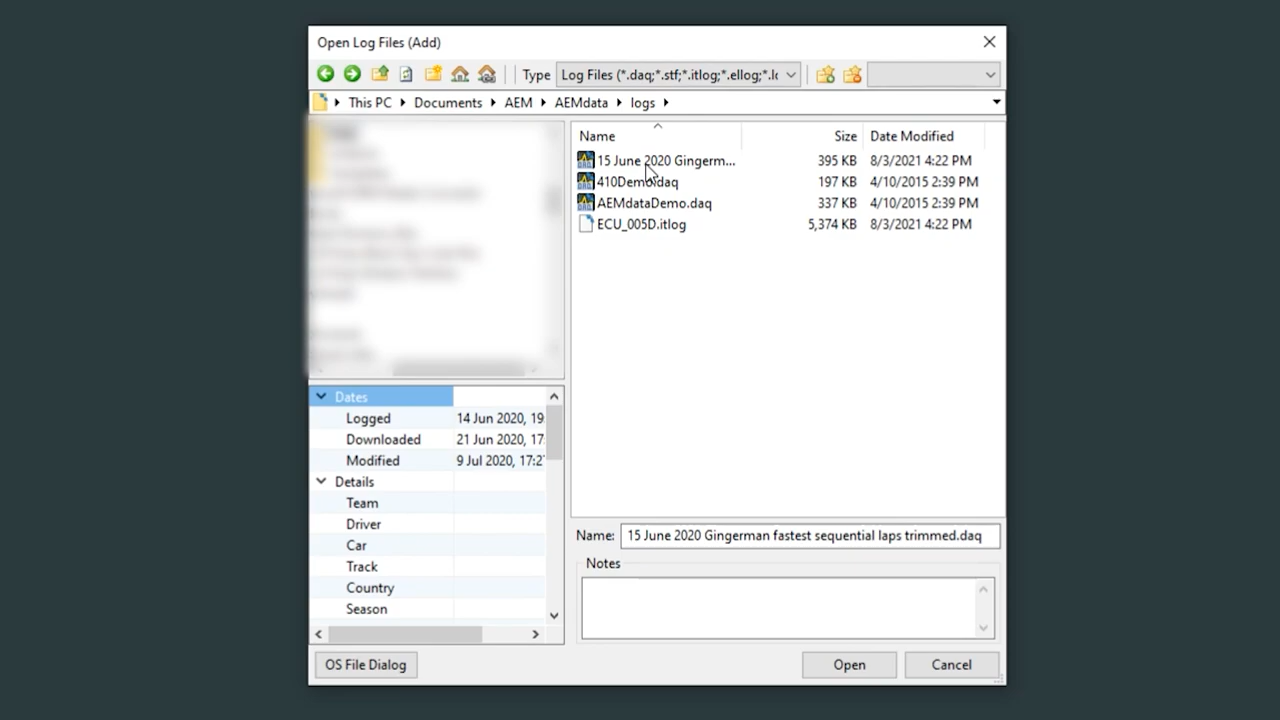 Open Log Files (Add)
Type Log Files (*.daq;*.stf;*.itlog;*.ellog;*.lc
This PC Documents AEM AEMdata logs
Name Size Date Modified
15 June 2020 Gingerm... 395 KB 8/3/2021 4:22 PM
410Demo.daq 197 KB 4/10/2015 2:39 PM
AEMdataDemo.daq 337 KB 4/10/2015 2:39 PM
ECU_005D.itlog 5,374 KB 8/3/2021 4:22 PM
Dates
Logged 14 Jun 2020, 19
Downloaded 21 Jun 2020, 17
Modified 9 Jul 2020, 17:2
Details
Team
Driver
Car
Track
Country
Season
Name: 15 June 2020 Gingerman fastest sequential laps trimmed.daq
Notes
OS File Dialog
Open
Cancel